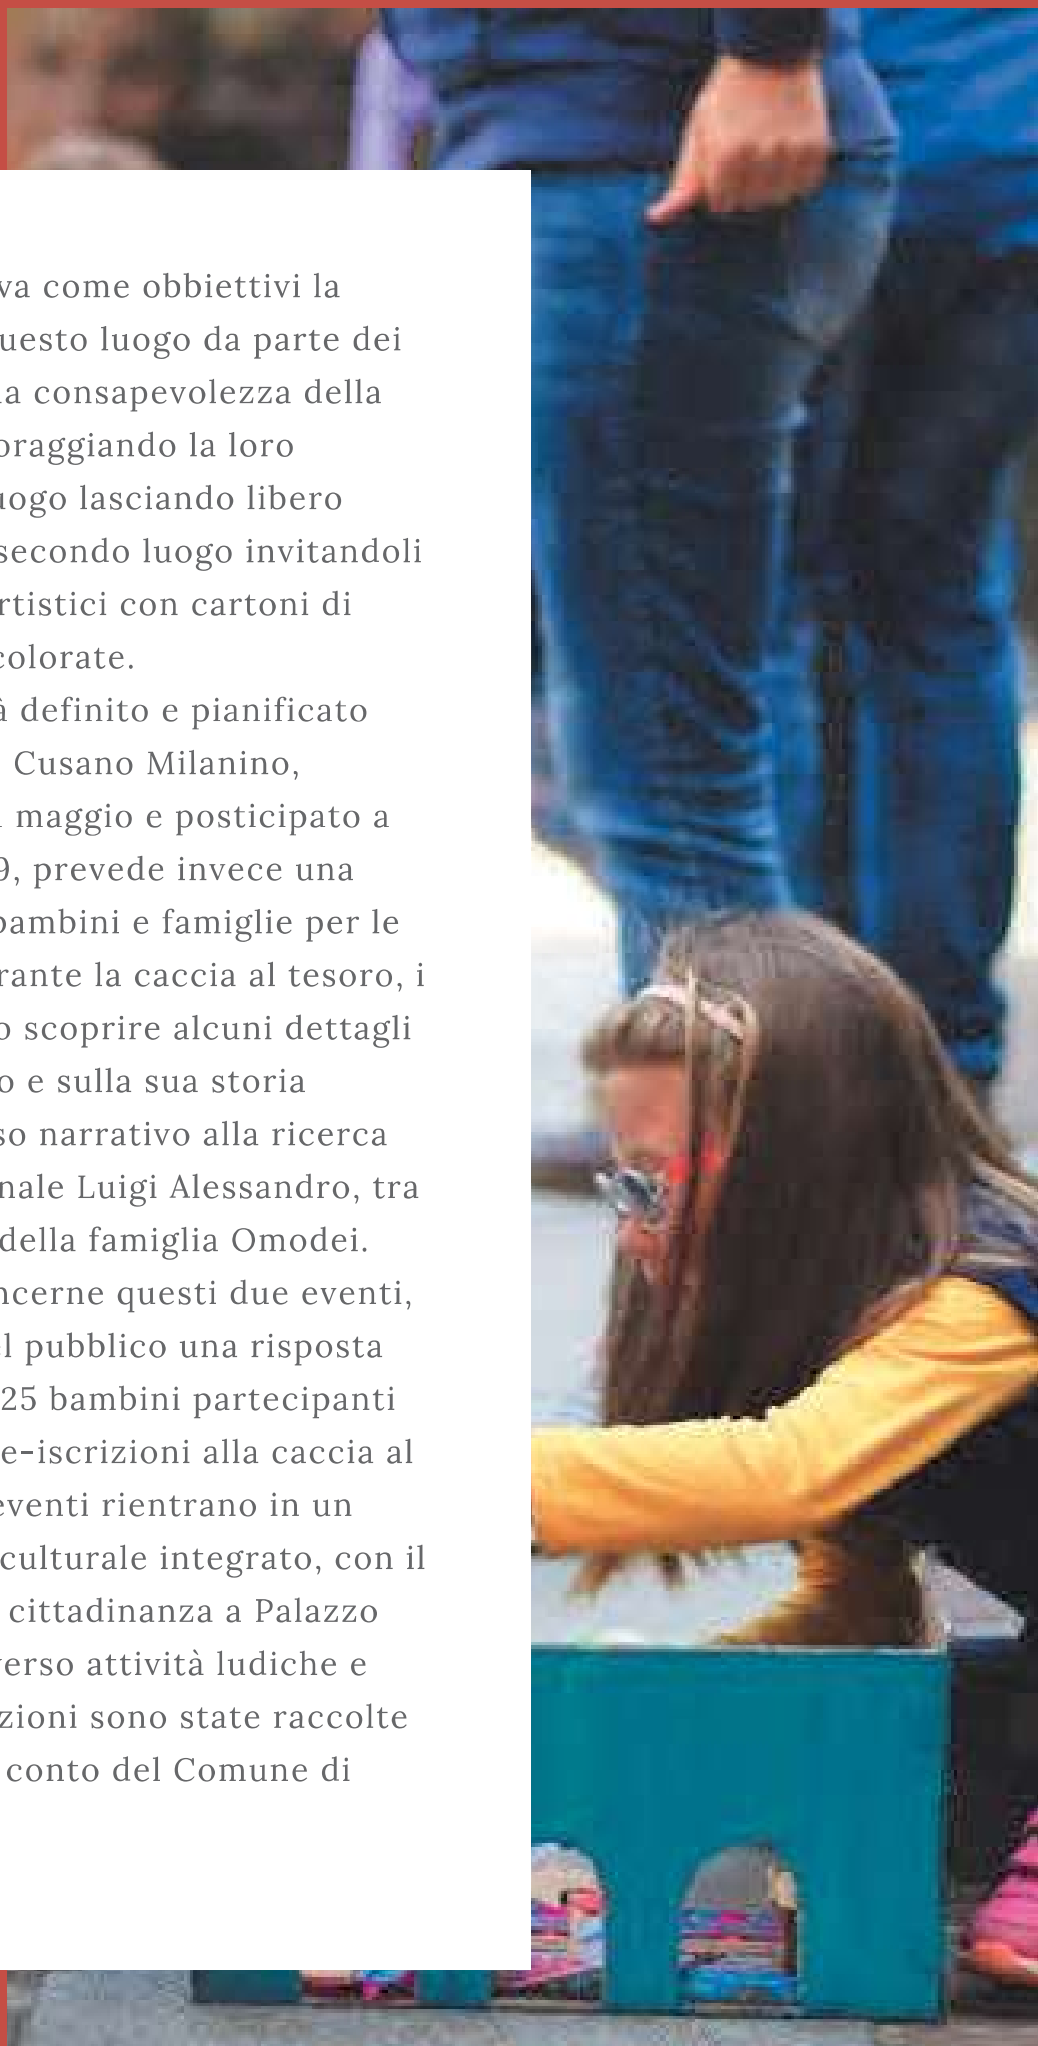 va come obbiettivi la
uesto luogo da parte dei
a consapevolezza della
oraggiando la loro
uogo lasciando libero
secondo luogo invitandoli
rtistici con cartoni di
colorate.
à definito e pianificato
Cusano Milanino,
maggio e posticipato a
9, prevede invece una
bambini e famiglie per le
rante la caccia al tesoro, i
o scoprire alcuni dettagli
o e sulla sua storia
so narrativo alla ricerca
nale Luigi Alessandro, tra
della famiglia Omodei.
ncerne questi due eventi,
l pubblico una risposta
25 bambini partecipanti
e-iscrizioni alla caccia al
eventi rientrano in un
culturale integrato, con il
cittadinanza a Palazzo
verso attività ludiche e
zioni sono state raccolte
conto del Comune di